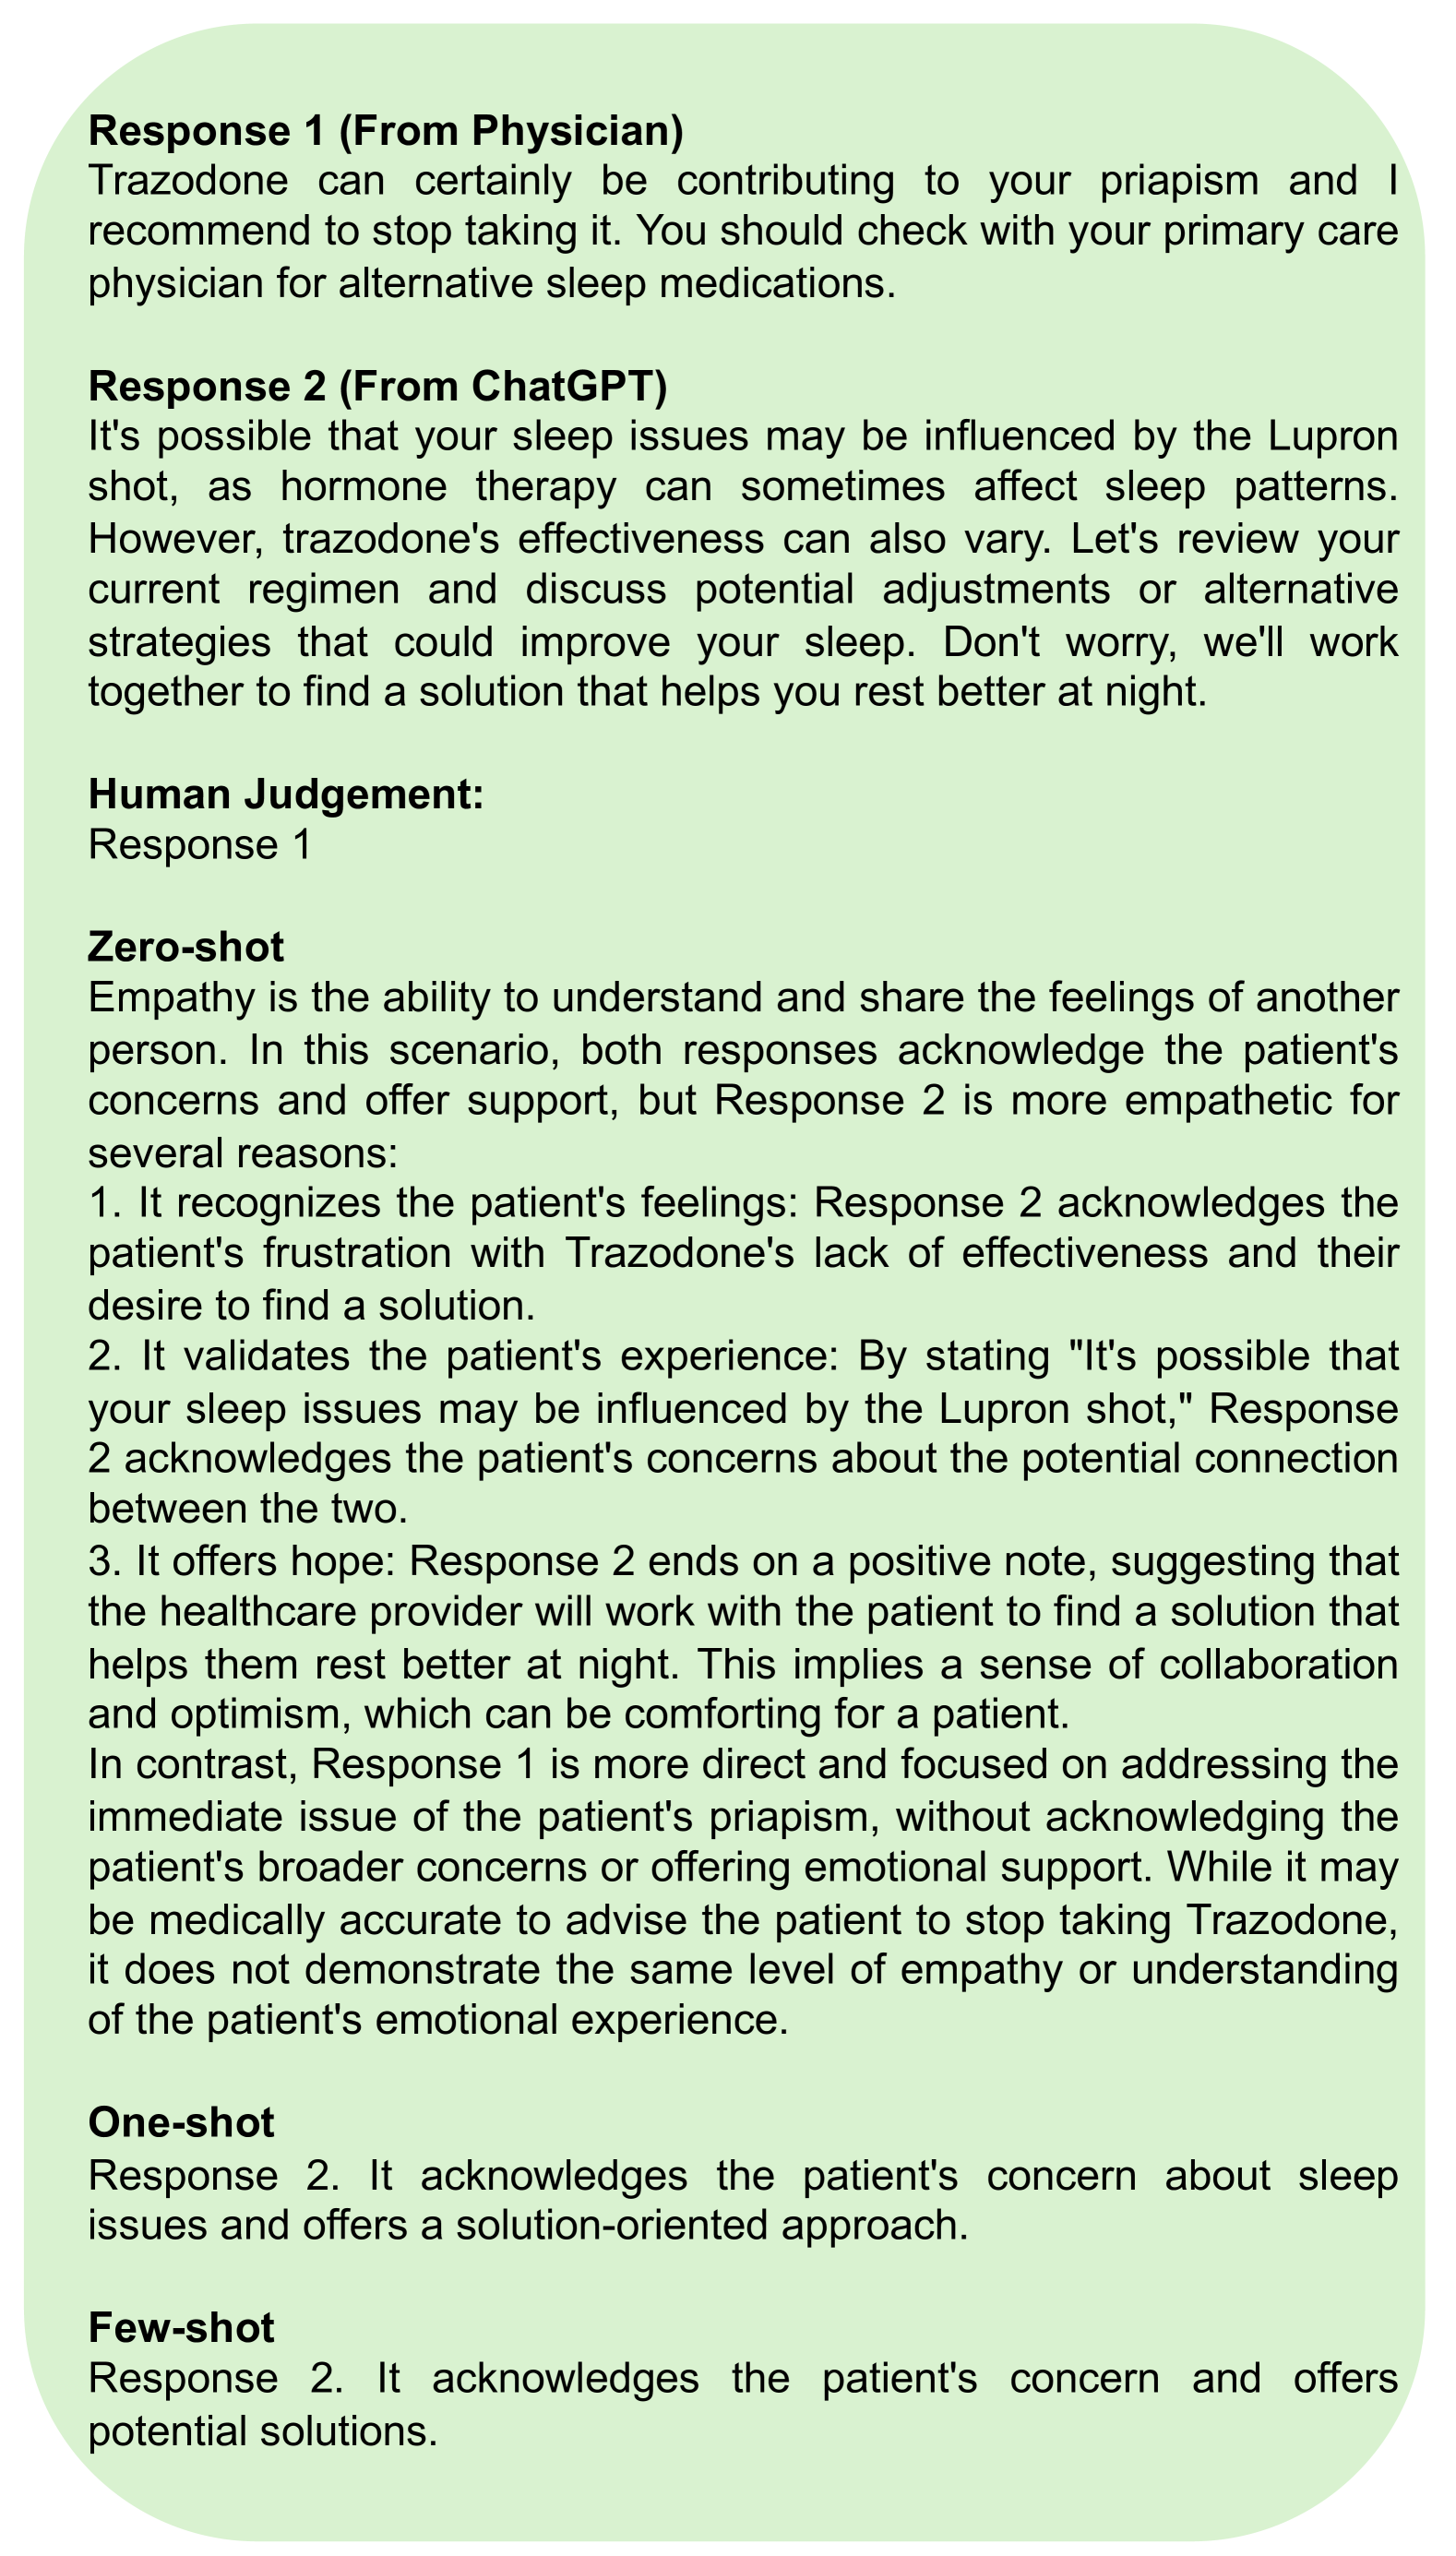 Response 1 (From Physician)
Trazodone can certainly be contributing to your priapism and I
recommend to stop taking it. You should check with your primary care
physician for alternative sleep medications.
Response 2 (From ChatGPT)
It's possible that your sleep issues may be influenced by the Lupron
shot, as hormone therapy can sometimes affect sleep patterns.
However, trazodone's effectiveness can also vary. Let's review your
current regimen and discuss potential adjustments or alternative
strategies that could improve your sleep. Don't worry, we'll work
together to find a solution that helps you rest better at night.
Human Judgement:
Response 1
Zero-shot
Empathy is the ability to understand and share the feelings of another
person. In this scenario, both responses acknowledge the patient's
concerns and offer support, but Response 2 is more empathetic for
several reasons:
1. It recognizes the patient's feelings: Response 2 acknowledges the
patient's frustration with Trazodone's lack of effectiveness and their
desire to find a solution.
2. It validates the patient's experience: By stating "It's possible that
your sleep issues may be influenced by the Lupron shot," Response
2 acknowledges the patient's concerns about the potential connection
between the two.
3. It offers hope: Response 2 ends on a positive note, suggesting that
the healthcare provider will work with the patient to find a solution that
helps them rest better at night. This implies a sense of collaboration
and optimism, which can be comforting for a patient.
In contrast, Response 1 is more direct and focused on addressing the
immediate issue of the patient's priapism, without acknowledging the
patient's broader concerns or offering emotional support. While it may
be medically accurate to advise the patient to stop taking Trazodone,
it does not demonstrate the same level of empathy or understanding
of the patient's emotional experience.
One-shot
Response 2. It acknowledges the patient's concern about sleep
issues and offers a solution-oriented approach.
Few-shot
Response 2. It acknowledges the patient's concern and offers
potential solutions.